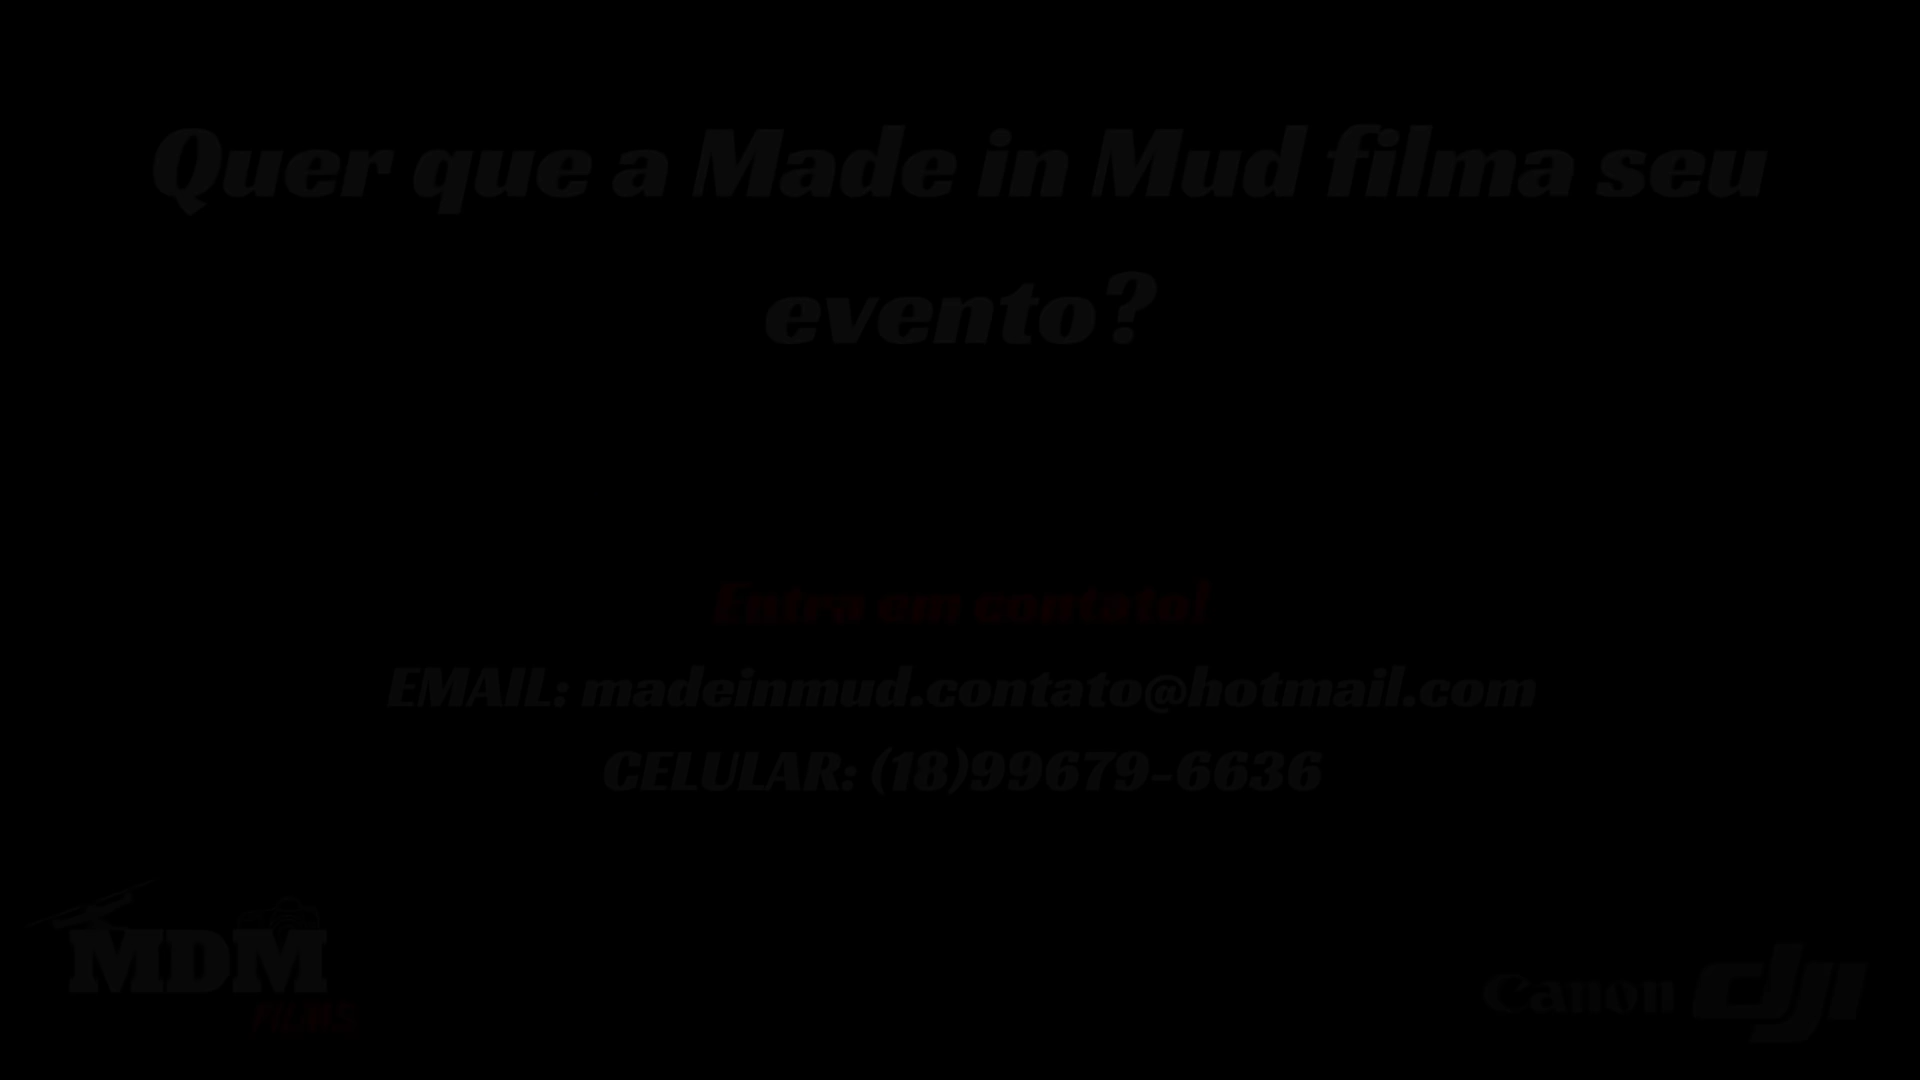 Quer que a Made in Mud filma seu
evento?
Entra em contato!
EMAIL: madeinmud.contato@hotmail.com
CELULAR: (18)99679-6636
MDM
FILMS
Canon
dji